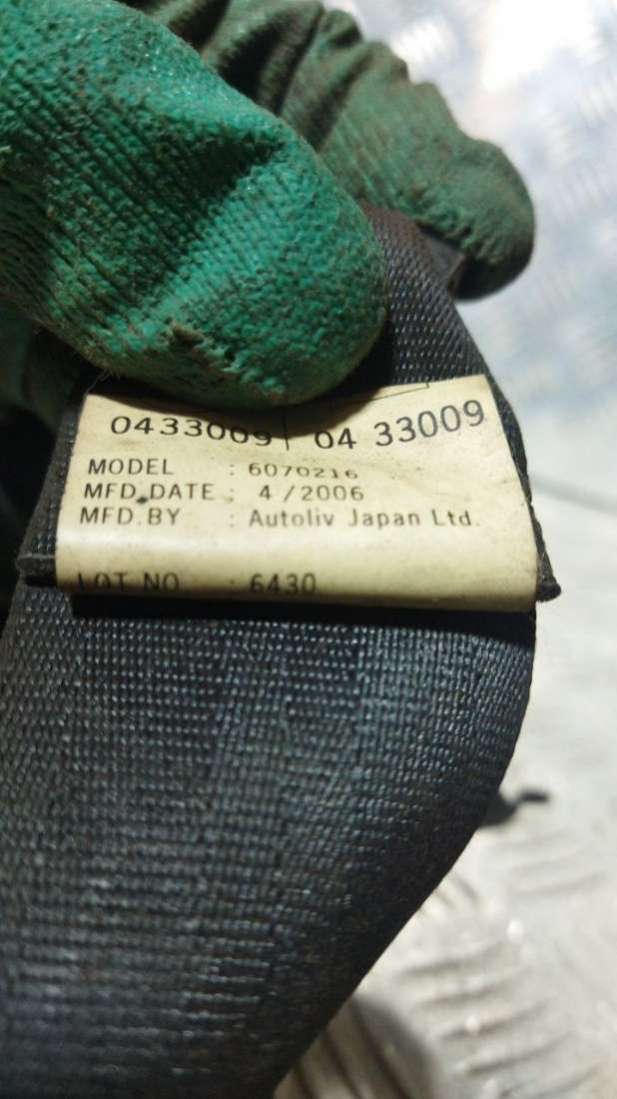 0433009 04 33009
MODEL : 6070216
MFD.DATE : 4/2006
MFD.BY : Autoliv Japan Ltd.
LOT NO. : 6430